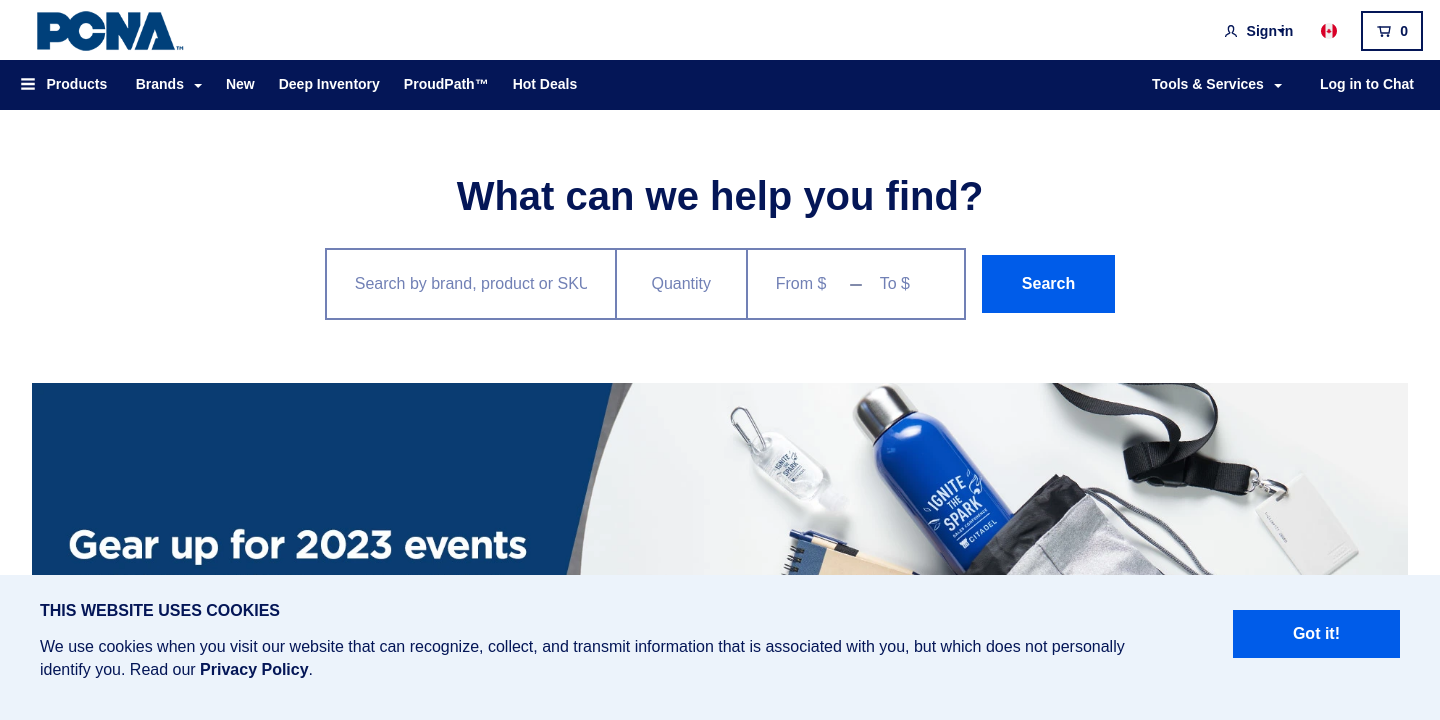 PCNA™
Sign in
0
Products
Brands
New
Deep Inventory
ProudPath™
Hot Deals
Tools & Services
Log in to Chat
What can we help you find?
Search by brand, product or SKU
Quantity
From $
To $
Search
IGNITE
THE
SPARK
IGNITE
THE
SPARK
CITADEL
Gear up for 2023 events
THIS WEBSITE USES COOKIES
We use cookies when you visit our website that can recognize, collect, and transmit information that is associated with you, but which does not personally
identify you. Read our Privacy Policy.
Got it!